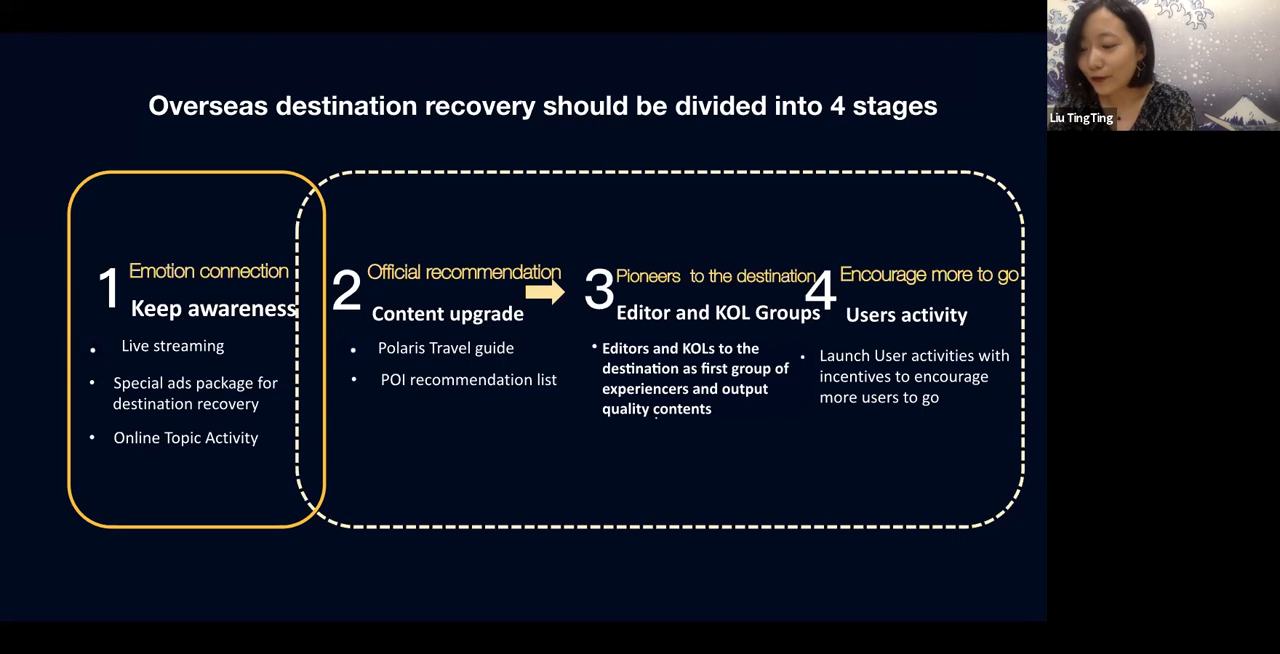 Overseas destination recovery should be divided into 4 stages
Liu TingTing
1
Emotion connection
Keep awareness
• Live streaming
• Special ads package for
destination recovery
• Online Topic Activity
2
Official recommendation
Content upgrade
• Polaris Travel guide
• POI recommendation list
3
Pioneers to the destination
Editor and KOL Groups
• Editors and KOLs to the
destination as first group of
experiencers and output
quality contents
4
Encourage more to go
Users activity
• Launch User activities with
incentives to encourage
more users to go